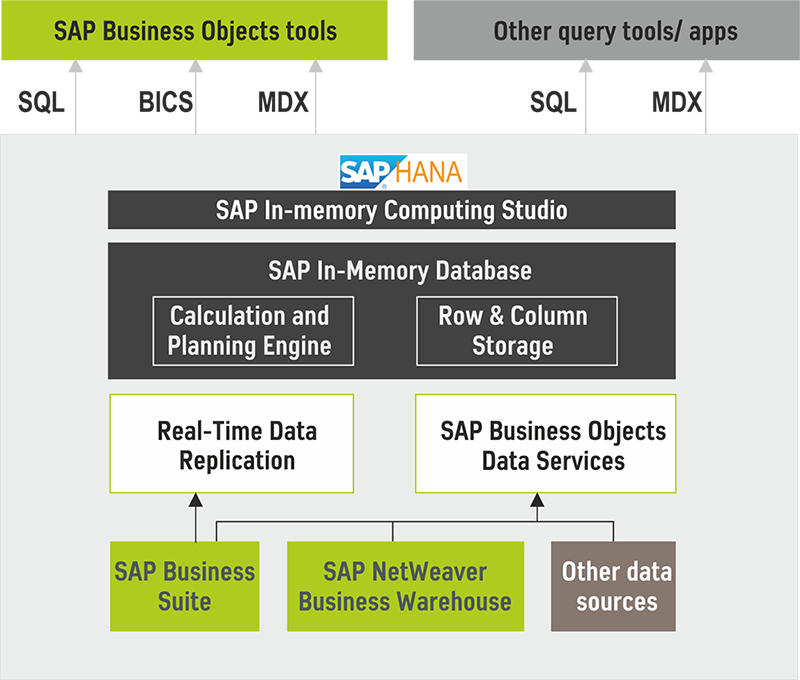 SAP Business Objects tools
Other query tools/ apps
SQL
BICS
MDX
SQL
MDX
SAP HANA
SAP In-memory Computing Studio
SAP In-Memory Database
Calculation and
Planning Engine
Row & Column
Storage
Real-Time Data
Replication
SAP Business Objects
Data Services
SAP Business
Suite
SAP NetWeaver
Business Warehouse
Other data
sources